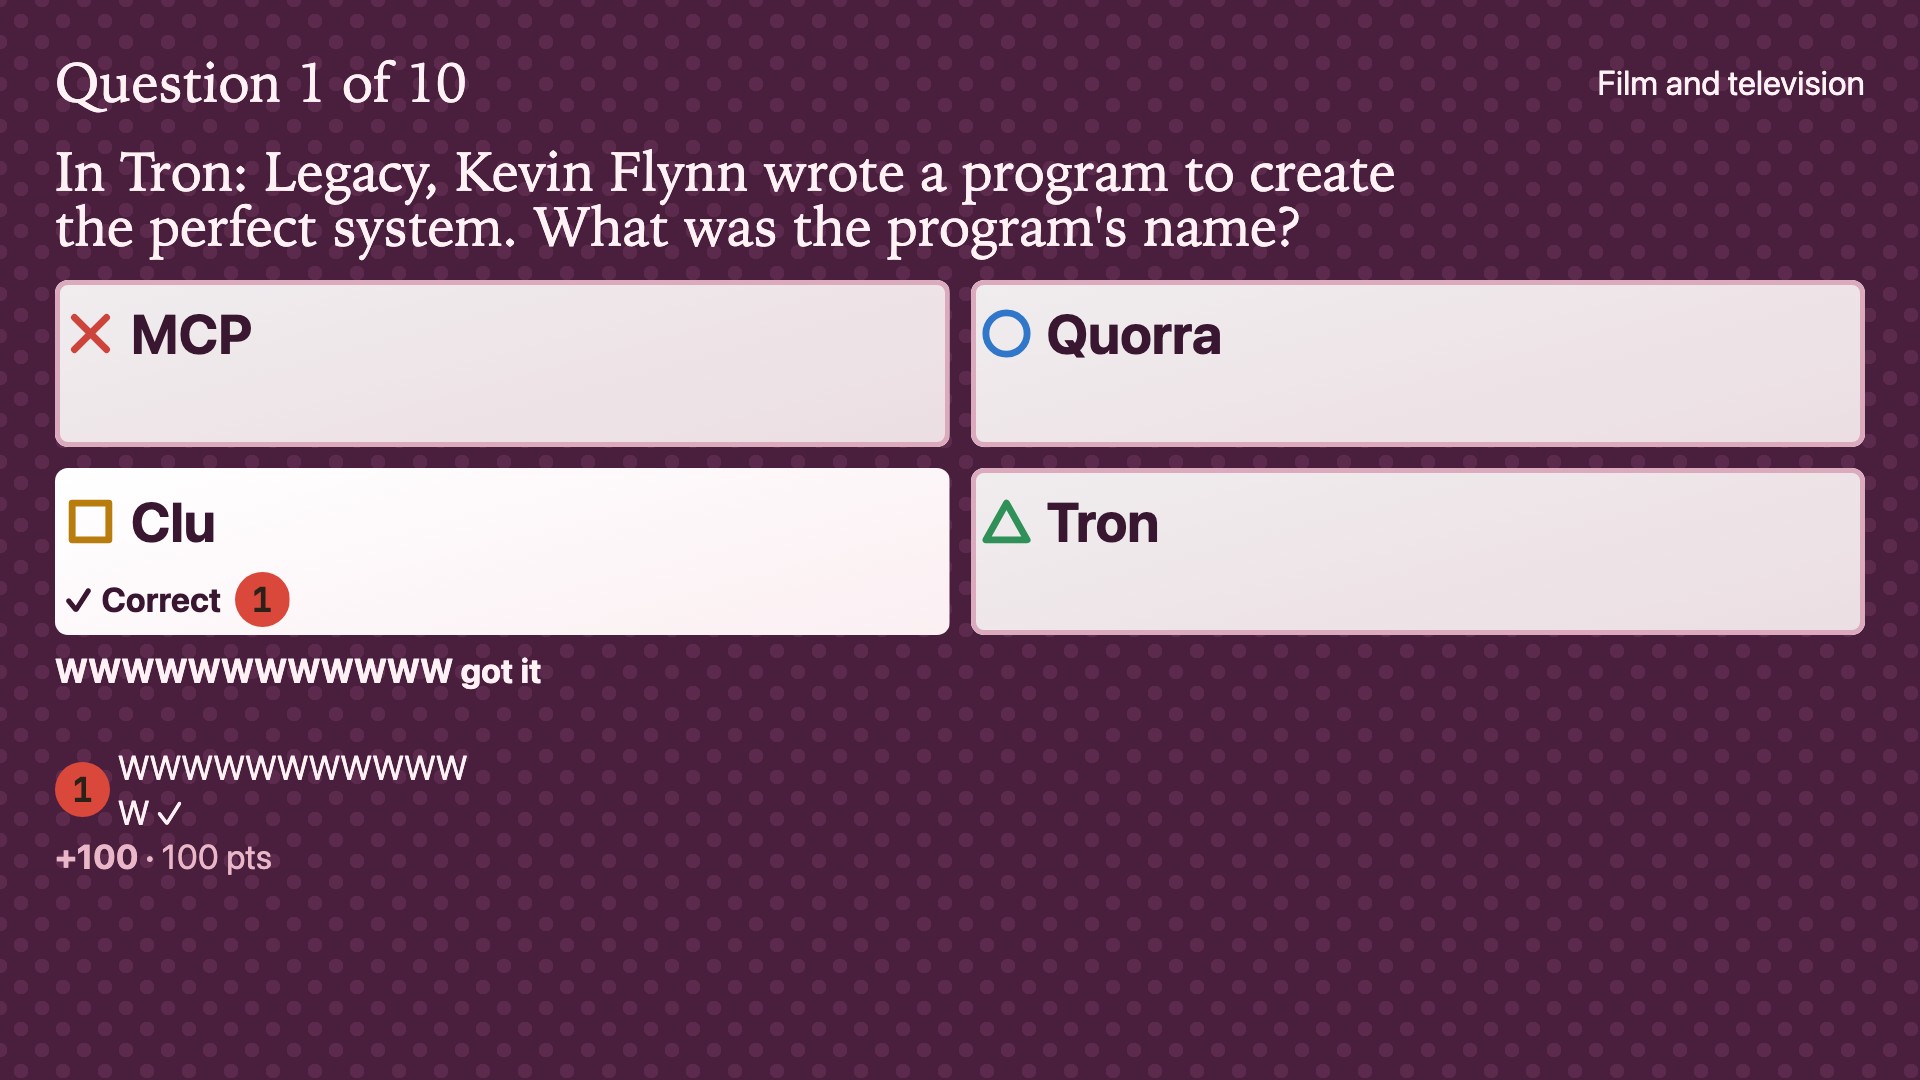 Question 1 of 10
Film and television
In Tron: Legacy, Kevin Flynn wrote a program to create
the perfect system. What was the program's name?
MCP
Quorra
Clu
✓ Correct 1
Tron
WWWWWWWWWWWW got it
1 WWWWWWWWWWW
W ✓
+100 · 100 pts